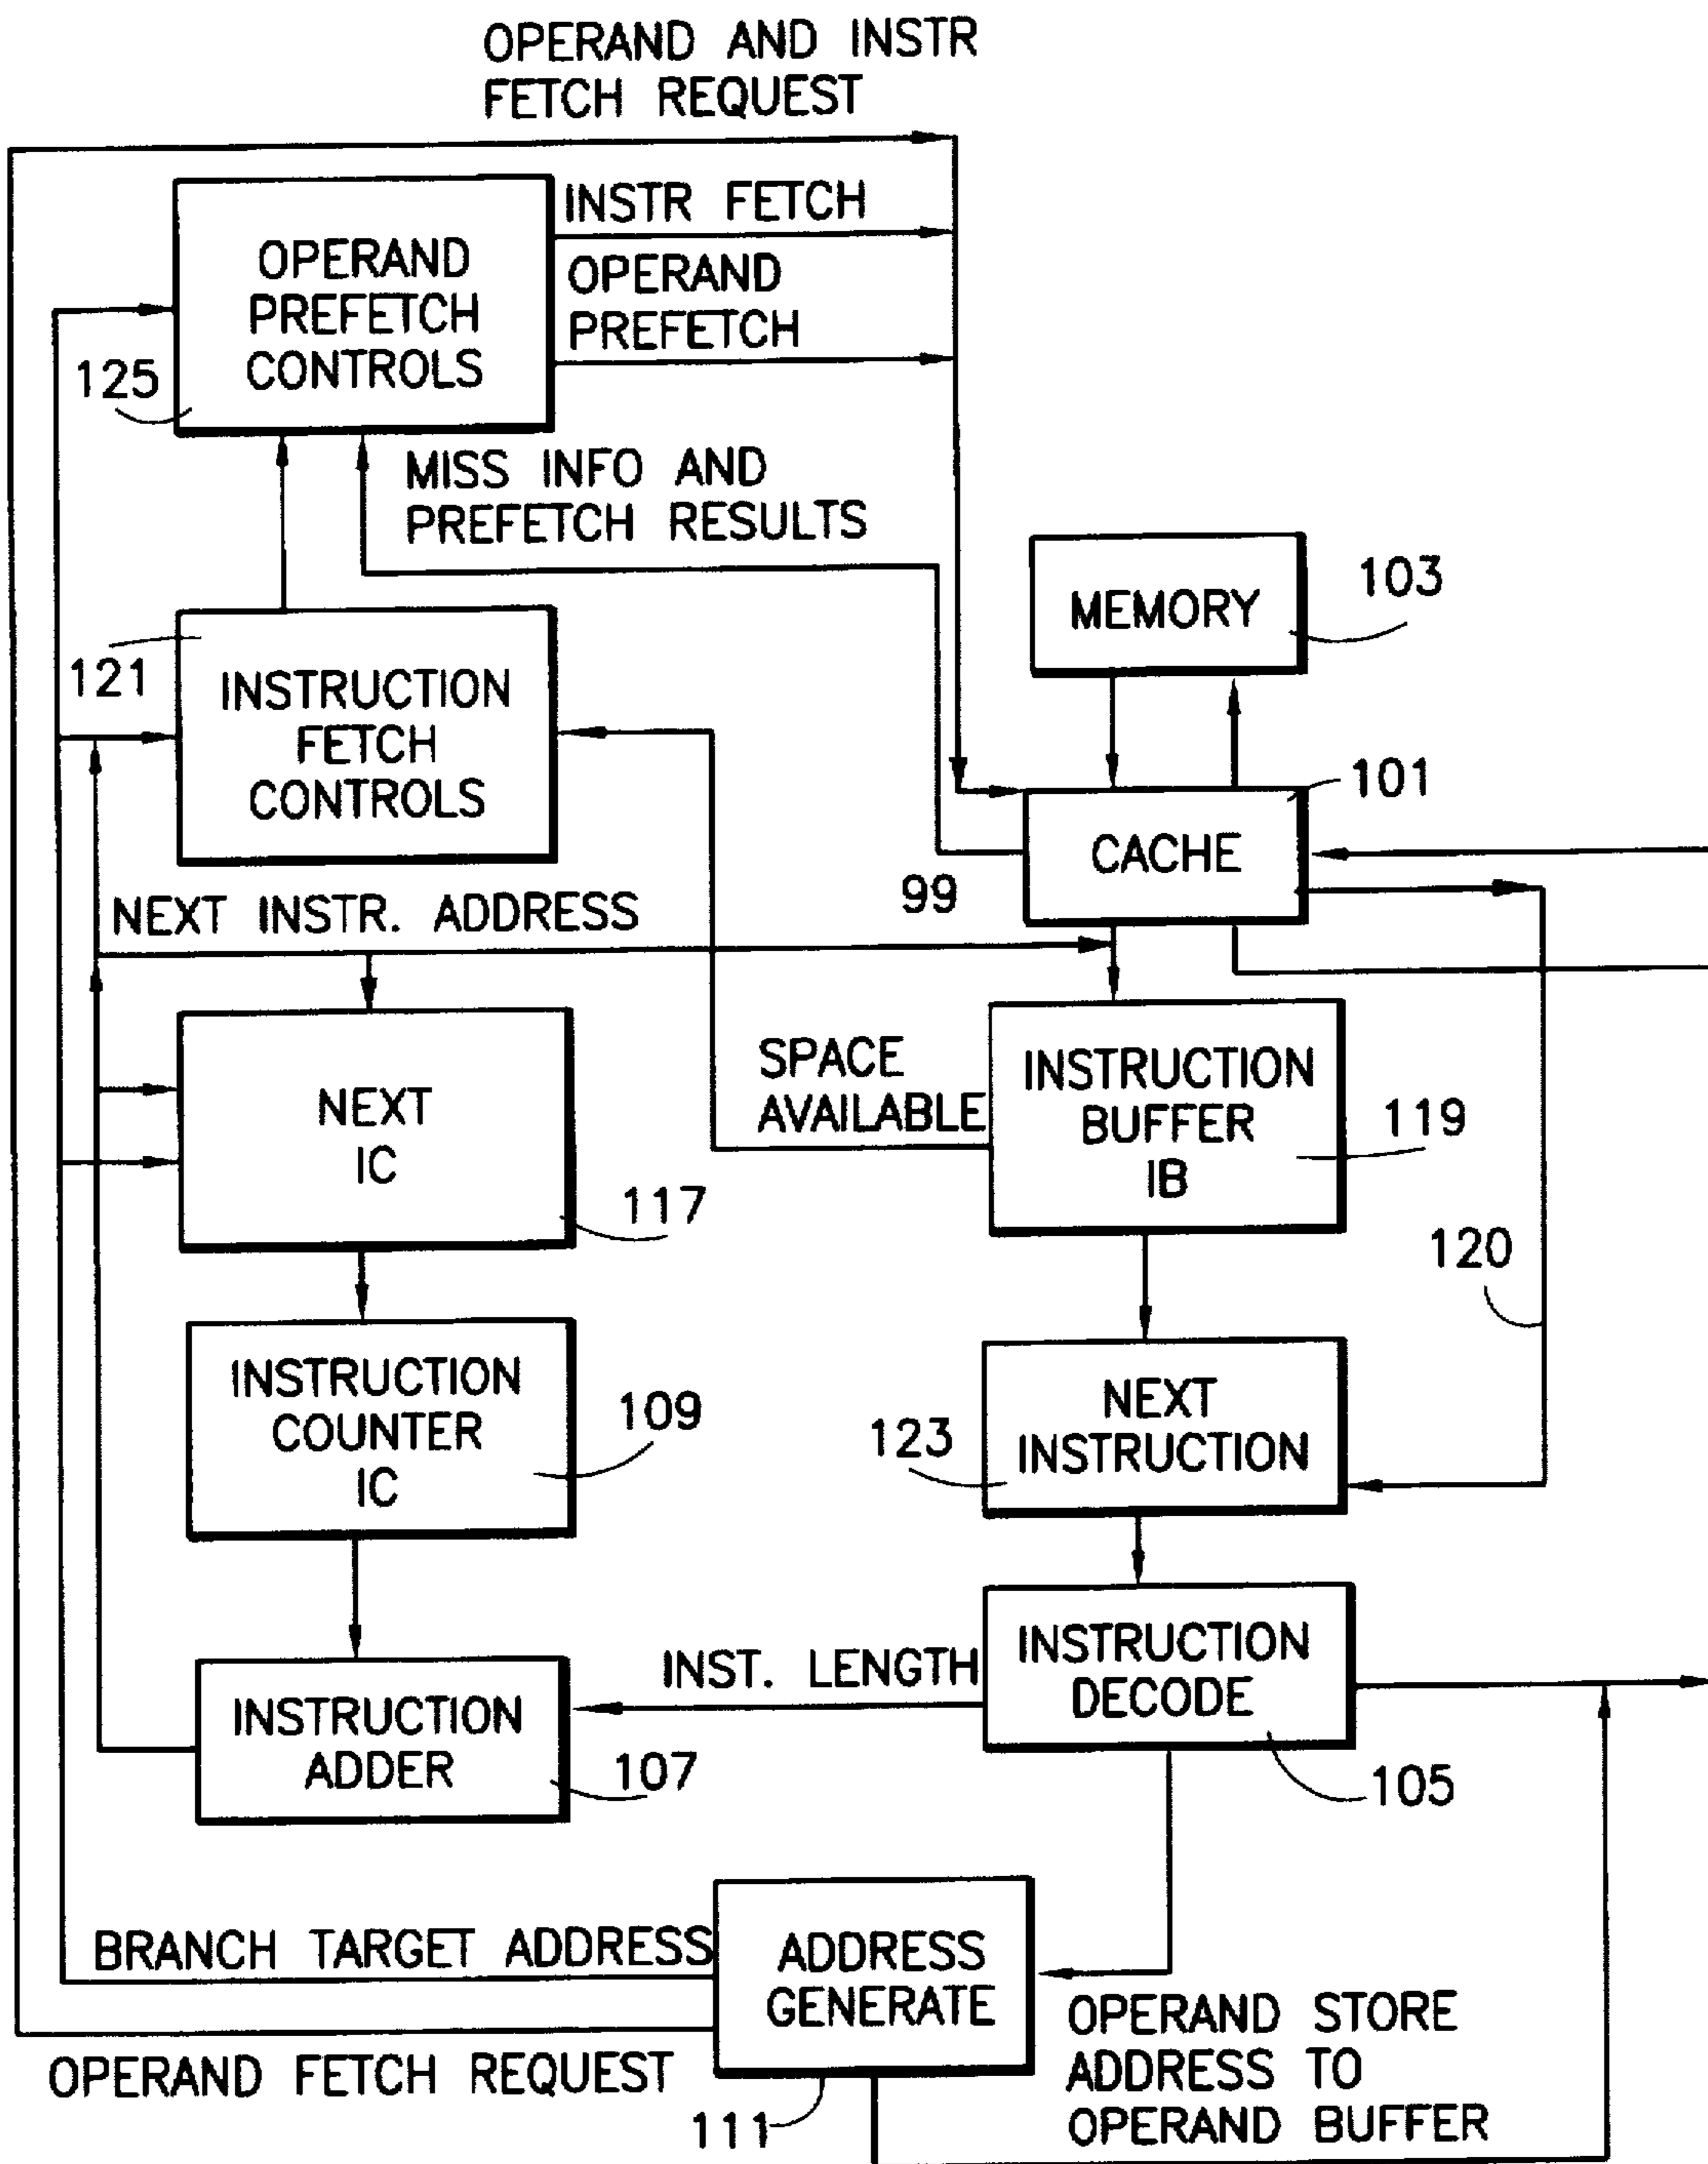 OPERAND AND INSTR
FETCH REQUEST
INSTR FETCH
OPERAND
PREFETCH
OPERAND
PREFETCH
CONTROLS
125
MISS INFO AND
PREFETCH RESULTS
MEMORY
103
121
INSTRUCTION
FETCH
CONTROLS
101
CACHE
99
NEXT INSTR. ADDRESS
SPACE
AVAILABLE
INSTRUCTION
BUFFER
IB
119
NEXT
IC
117
120
INSTRUCTION
COUNTER
IC
109
NEXT
INSTRUCTION
123
INST. LENGTH
INSTRUCTION
DECODE
105
INSTRUCTION
ADDER
107
BRANCH TARGET ADDRESS
ADDRESS
GENERATE
OPERAND FETCH REQUEST
111
OPERAND STORE
ADDRESS TO
OPERAND BUFFER